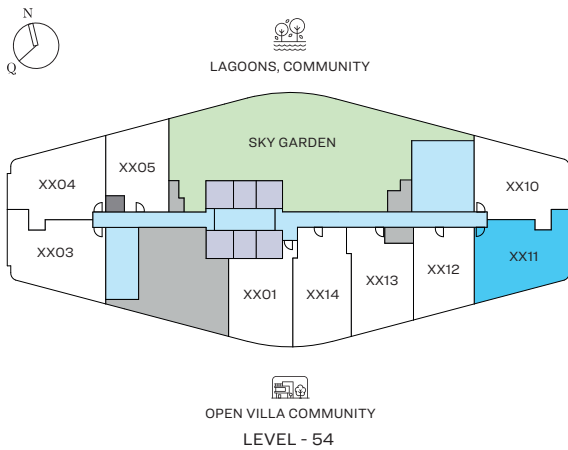 N
Q
LAGOONS, COMMUNITY
SKY GARDEN
XX05
XX04
XX10
XX03
XX11
XX12
XX13
XX01
XX14
OPEN VILLA COMMUNITY
LEVEL - 54